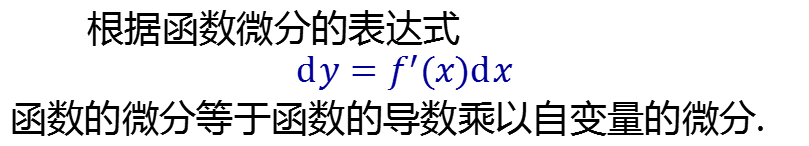 根据函数微分的表达式
dy = f′(x)dx
函数的微分等于函数的导数乘以自变量的微分.